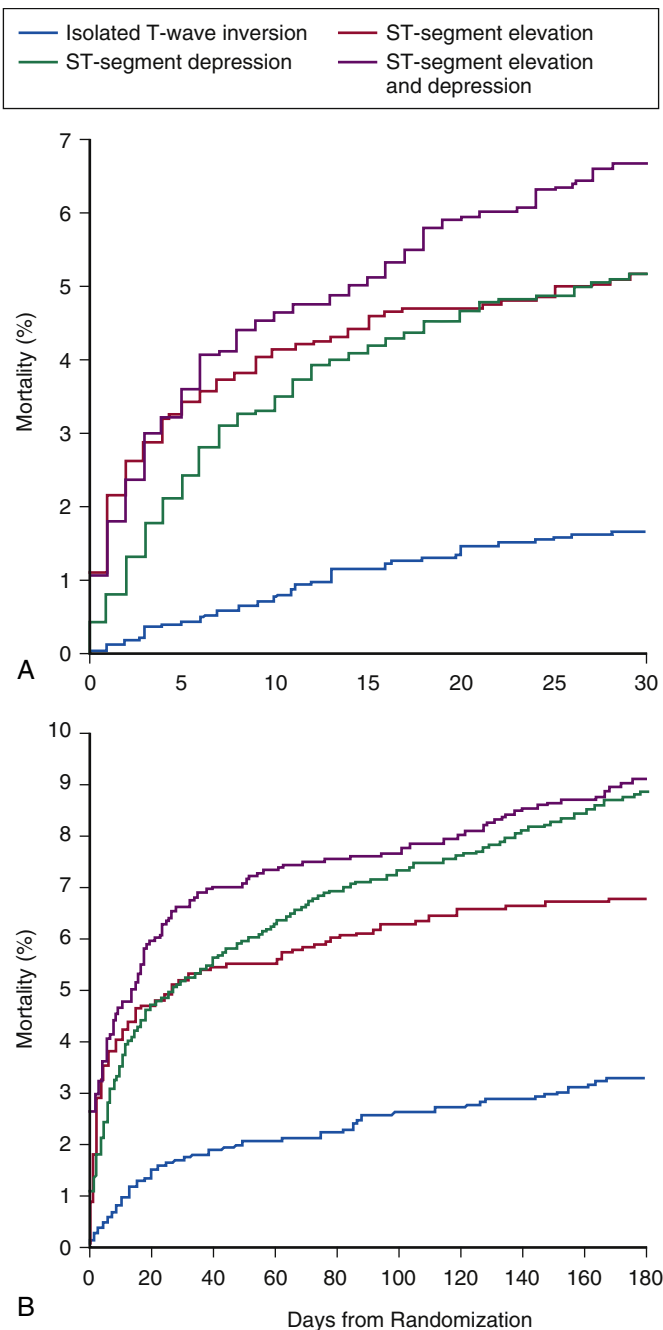 Isolated T-wave inversion
ST-segment elevation
ST-segment depression
ST-segment elevation
and depression
7
6
5
4
3
2
1
0
Mortality (%)
0 5 10 15 20 25 30
A
10
9
8
7
6
5
4
3
2
1
0
Mortality (%)
0 20 40 60 80 100 120 140 160 180
B
Days from Randomization